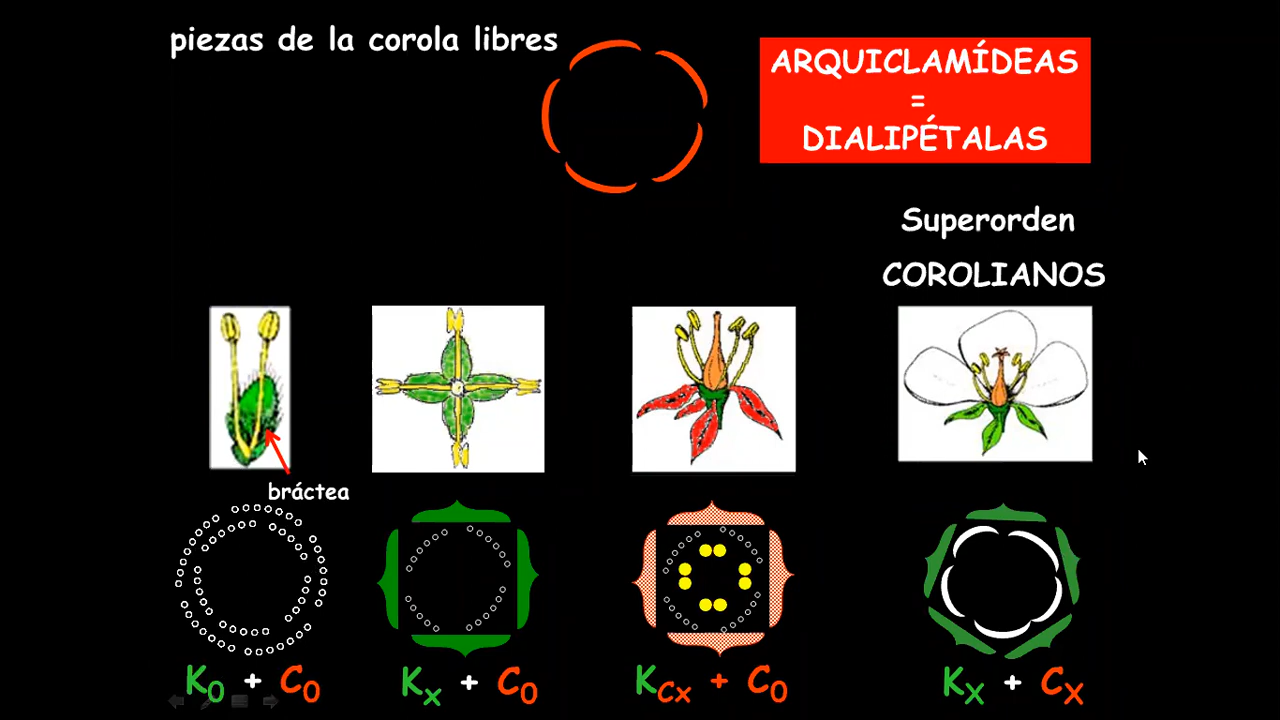 piezas de la corola libres
ARQUICLAMÍDEAS
=
DIALIPÉTALAS
Superorden
COROLIANOS
bráctea
K0 + C0
Kx + C0
KCx + C0
KX + CX